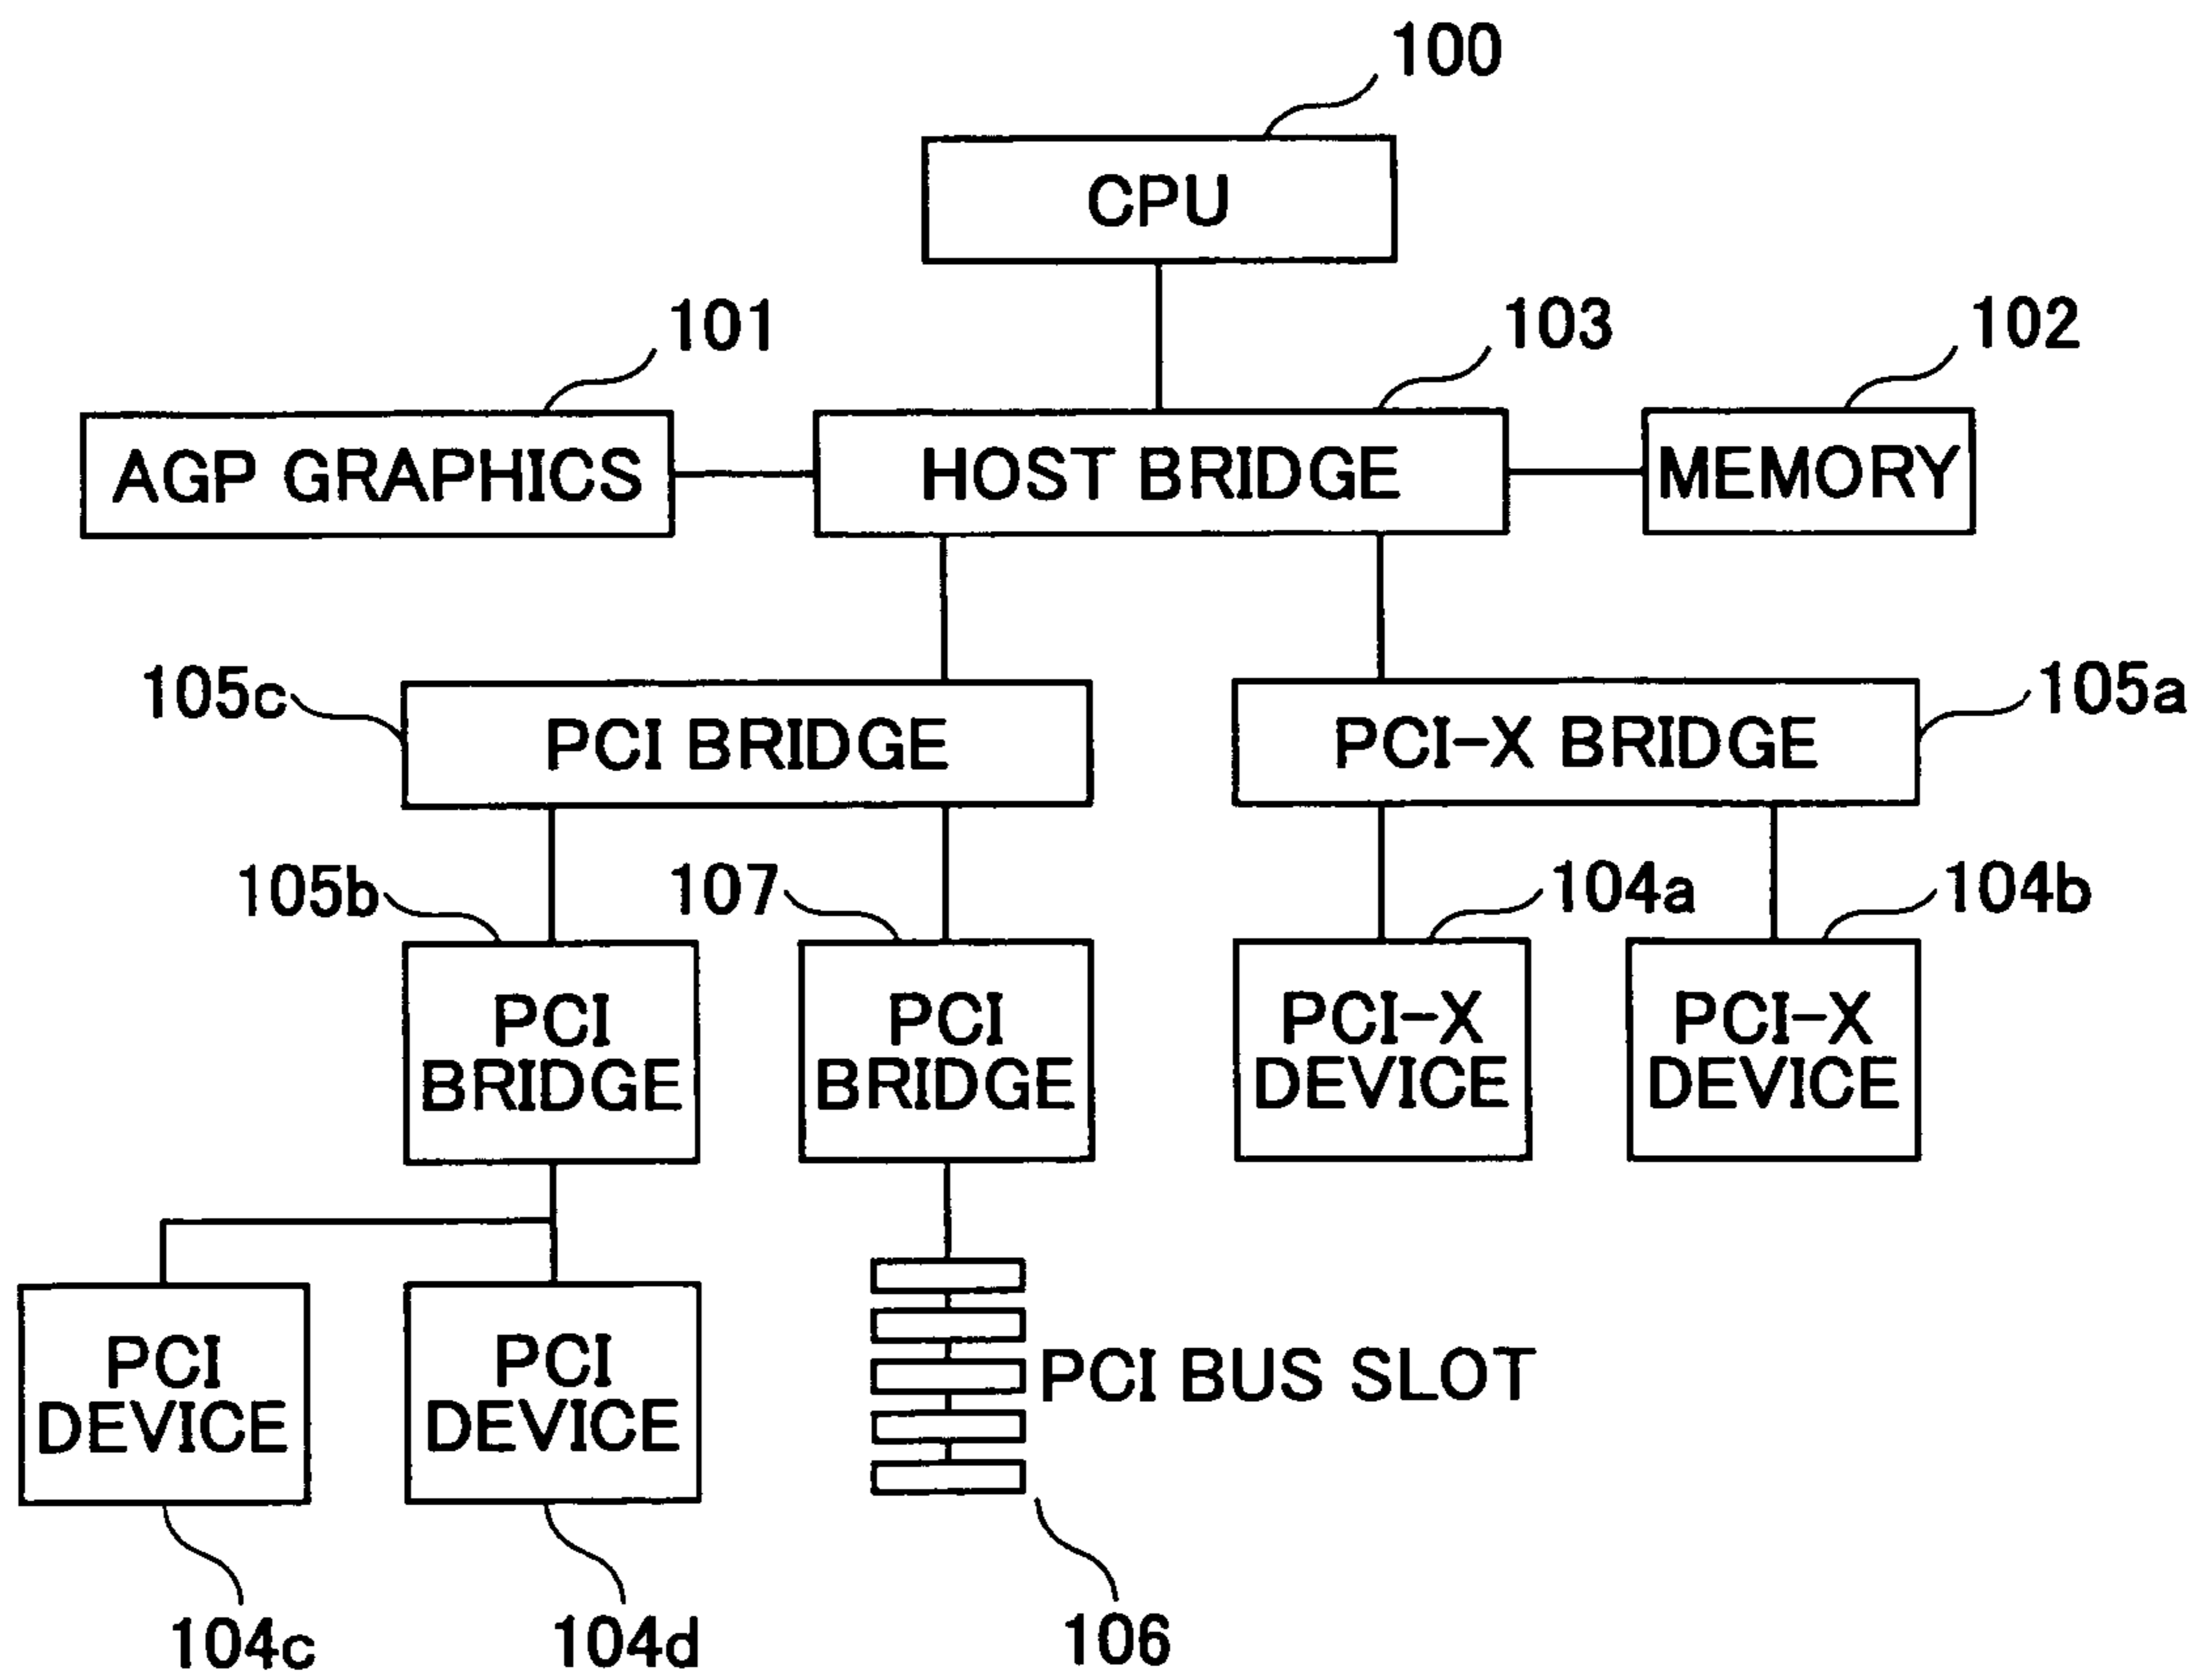 100
CPU
101
103
102
AGP GRAPHICS
HOST BRIDGE
MEMORY
105c
PCI BRIDGE
PCI-X BRIDGE
105a
105b
107
104a
104b
PCI
BRIDGE
PCI
BRIDGE
PCI-X
DEVICE
PCI-X
DEVICE
PCI
DEVICE
PCI
DEVICE
PCI BUS SLOT
104c
104d
106